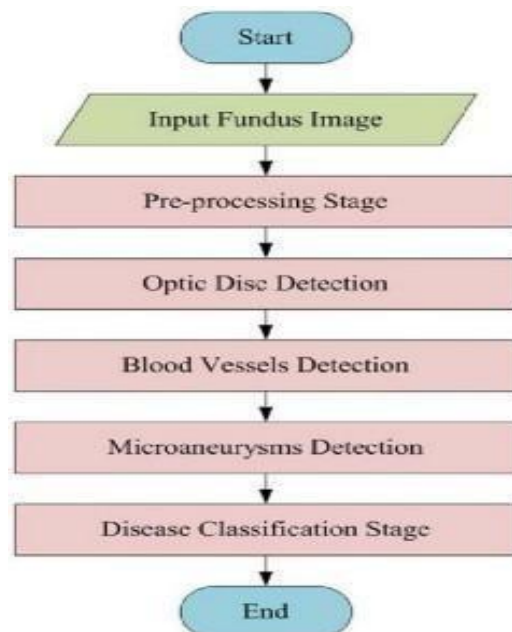 Start
Input Fundus Image
Pre-processing Stage
Optic Disc Detection
Blood Vessels Detection
Microaneurysms Detection
Disease Classification Stage
End